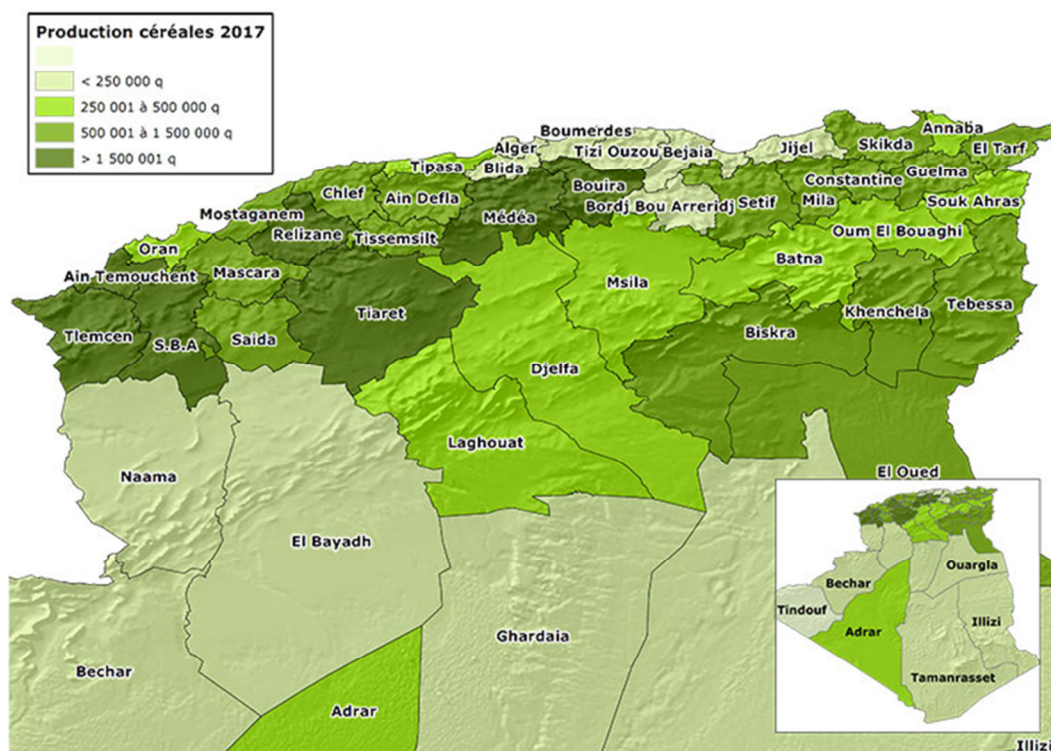 Production céréales 2017
< 250 000 q
250 001 à 500 000 q
500 001 à 1 500 000 q
> 1 500 001 q
Boumerdes
Annaba
Alger
Tizi Ouzou
Bejaia
Jijel
Skikda
El Tarf
Tipasa
Blida
Guelma
Chlef
Ain Defla
Bouira
Constantine
Médéa
Bordj Bou Arreridj
Setif
Mila
Souk Ahras
Mostaganem
Relizane
Tissemsilt
Oum El Bouaghi
Oran
Ain Temouchent
Mascara
Batna
Msila
Tlemcen
S.B.A
Saida
Tiaret
Khenchela
Tebessa
Biskra
Djelfa
Laghouat
Naama
El Oued
El Bayadh
Ghardaia
Bechar
Adrar
Illizi
Ouargla
Bechar
Tindouf
Illizi
Adrar
Tamanrasset